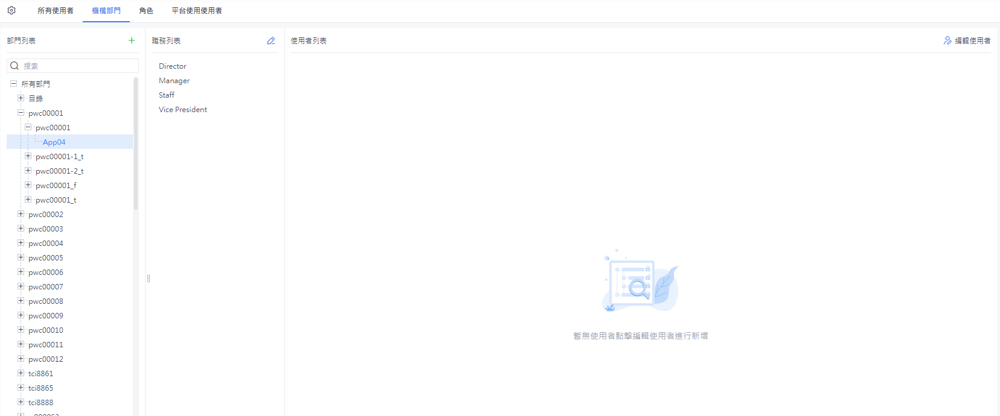 所有使用者
機構部門
角色
平台使用使用者
部門列表
搜索
所有部門
目錄
pwc00001
pwc00001
App04
pwc00001-1_t
pwc00001-2_t
pwc00001_f
pwc00001_t
pwc00002
pwc00003
pwc00004
pwc00005
pwc00006
pwc00007
pwc00008
pwc00009
pwc00010
pwc00011
pwc00012
tci8861
tci8865
tci8888
職務列表
Director
Manager
Staff
Vice President
使用者列表
編輯使用者
暫無使用者點擊編輯使用者進行新增